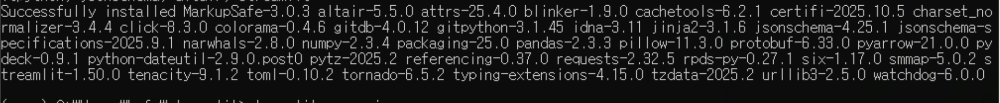 Successfully installed MarkupSafe-3.0.3 altair-5.5.0 attrs-25.4.0 blinker-1.9.0 cachetools-6.2.1 certifi-2025.10.5 charset_no
rmalizer-3.4.4 click-8.3.0 colorama-0.4.6 gitdb-4.0.12 gitpython-3.1.45 idna-3.11 jinja2-3.1.6 jsonschema-4.25.1 jsonschema-s
pecifications-2025.9.1 narwhals-2.8.0 numpy-2.3.4 packaging-25.0 pandas-2.3.3 pillow-11.3.0 protobuf-6.33.0 pyarrow-21.0.0 py
deck-0.9.1 python-dateutil-2.9.0.post0 pytz-2025.2 referencing-0.37.0 requests-2.32.5 rpds-py-0.27.1 six-1.17.0 smmap-5.0.2 s
treamlit-1.50.0 tenacity-9.1.2 toml-0.10.2 tornado-6.5.2 typing-extensions-4.15.0 tzdata-2025.2 urllib3-2.5.0 watchdog-6.0.0